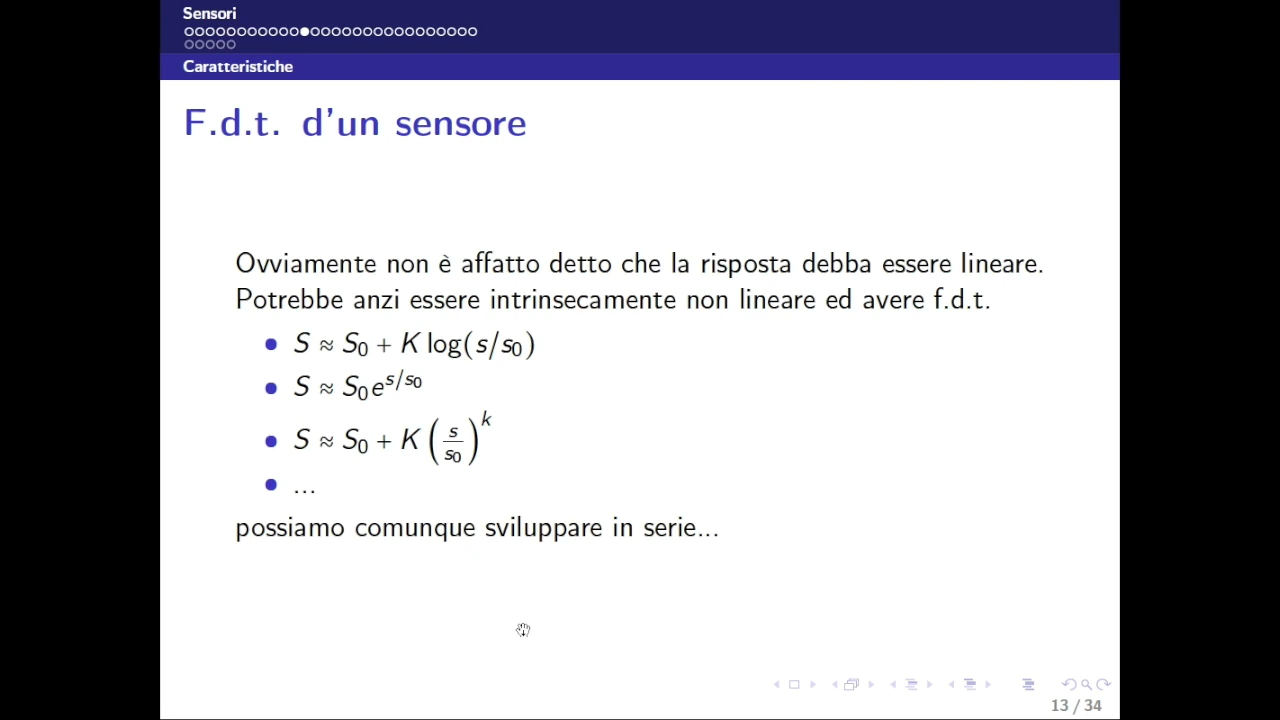 Sensori
Caratteristiche
F.d.t. d'un sensore
Ovviamente non è affatto detto che la risposta debba essere lineare.
Potrebbe anzi essere intrinsecamente non lineare ed avere f.d.t.
S ≈ S₀ + K log(s/s₀)
S ≈ S₀e^{s/s₀}
S ≈ S₀ + K (s/s₀)^k
...
possiamo comunque sviluppare in serie...
13 / 34